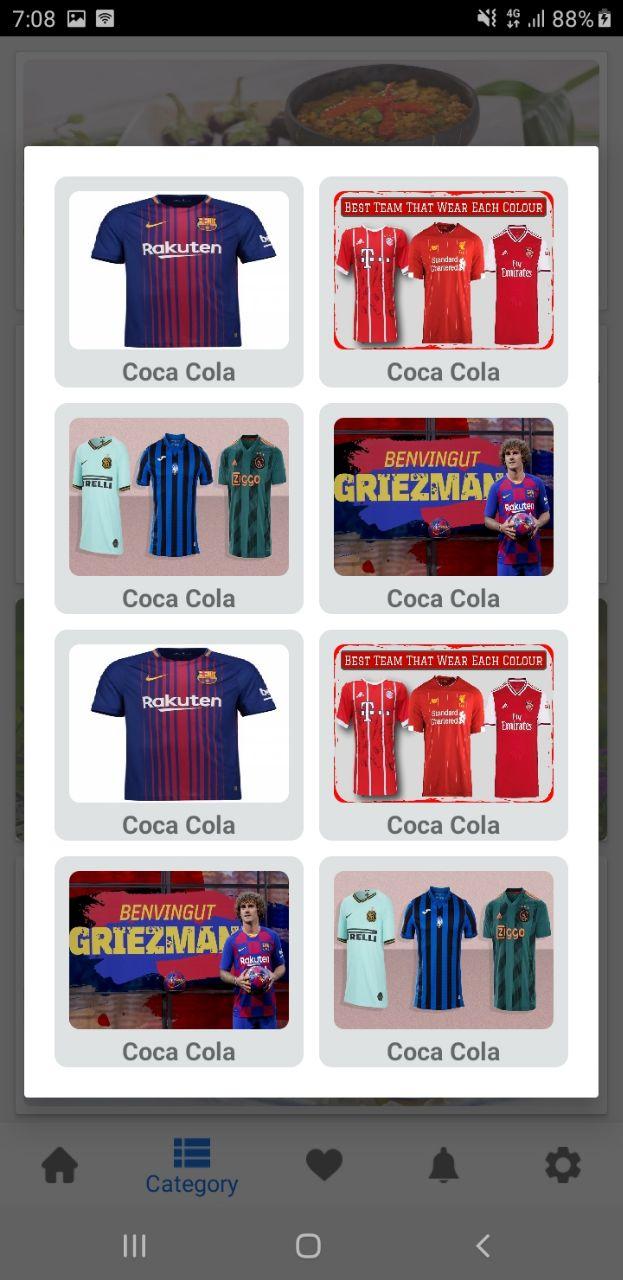 7:08
4G
88%
Rakuten
Coca Cola
BEST TEAM THAT WEAR EACH COLOUR
T
Standard
Chartered
Fly
Emirates
Coca Cola
IRELLI
Ziggo
Coca Cola
BENVINGUT
GRIEZMAN
Rakuten
Coca Cola
Rakuten
Coca Cola
BEST TEAM THAT WEAR EACH COLOUR
T
Standard
Chartered
Fly
Emirates
Coca Cola
BENVINGUT
GRIEZMAN
Rakuten
Coca Cola
IRELLI
Ziggo
Coca Cola
Category